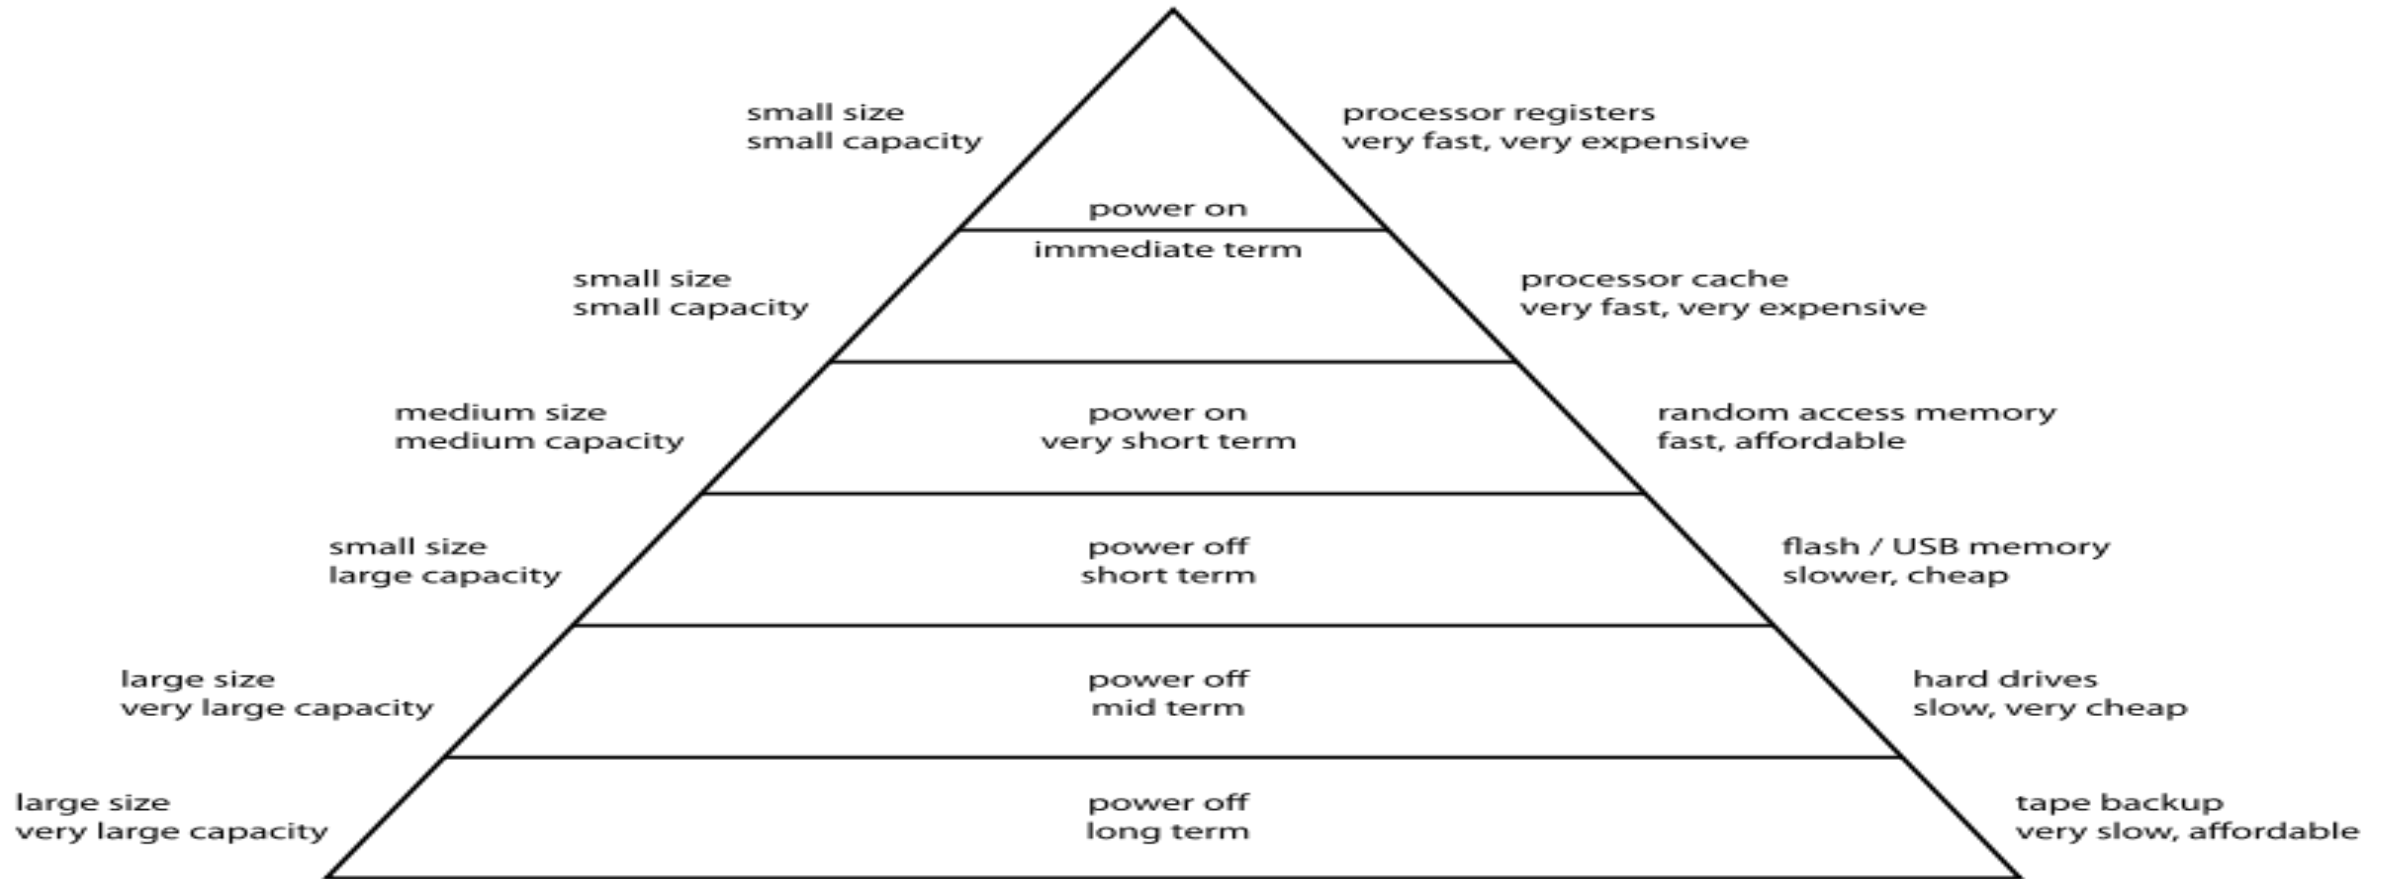 small size
small capacity
processor registers
very fast, very expensive
power on
immediate term
small size
small capacity
processor cache
very fast, very expensive
medium size
medium capacity
power on
very short term
random access memory
fast, affordable
small size
large capacity
power off
short term
flash / USB memory
slower, cheap
large size
very large capacity
power off
mid term
hard drives
slow, very cheap
large size
very large capacity
power off
long term
tape backup
very slow, affordable